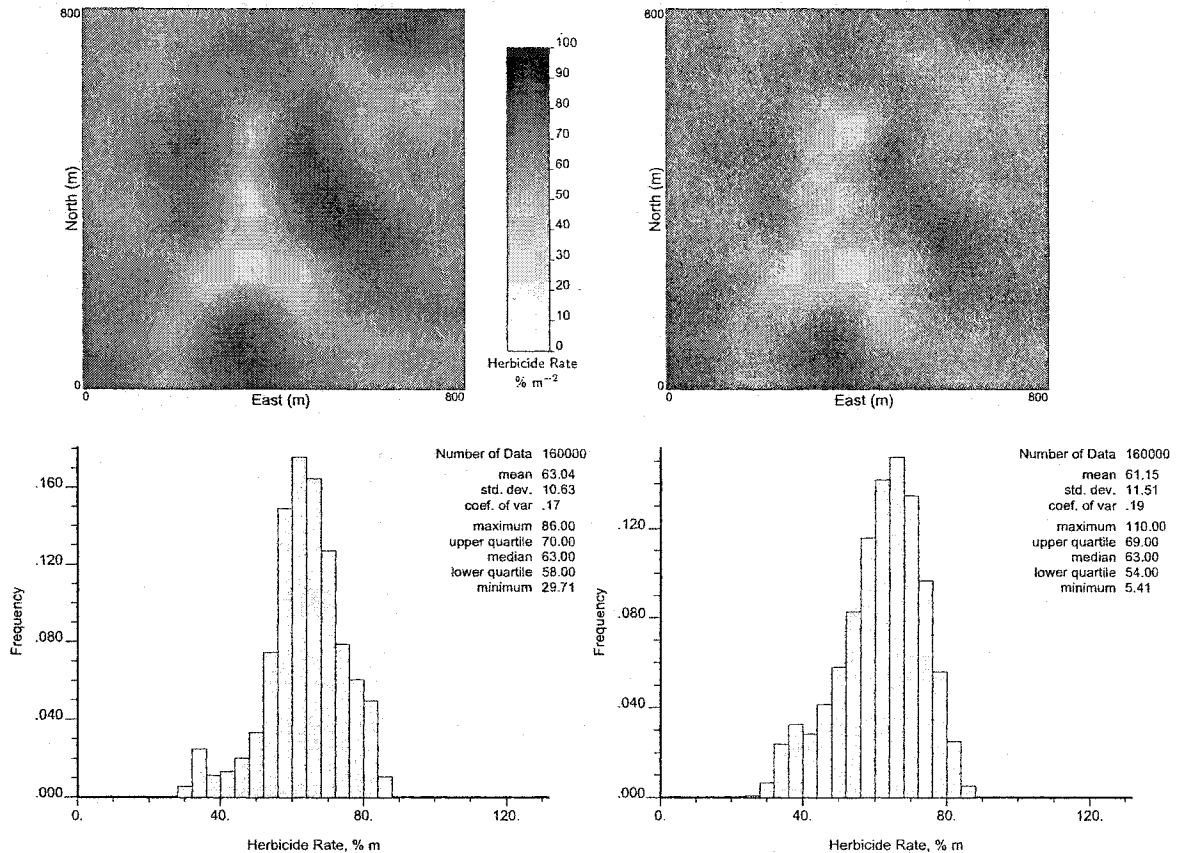 800
North (m)
0
0
East (m)
800
100
90
80
70
60
50
40
30
20
10
0
Herbicide Rate
% m⁻²
600
North (m)
0
0
East (m)
800
Number of Data 160000
mean 63.04
std. dev. 10.63
coef. of var .17
maximum 86.00
upper quartile 70.00
median 63.00
lower quartile 58.00
minimum 29.71
Frequency
.160
.120
.080
.040
.000
0.
40.
80.
120.
Herbicide Rate, % m
Number of Data 160000
mean 61.15
std. dev. 11.51
coef. of var .19
maximum 110.00
upper quartile 69.00
median 63.00
lower quartile 54.00
minimum 5.41
Frequency
.120
.080
.040
.000
0.
40.
80.
120.
Herbicide Rate, % m